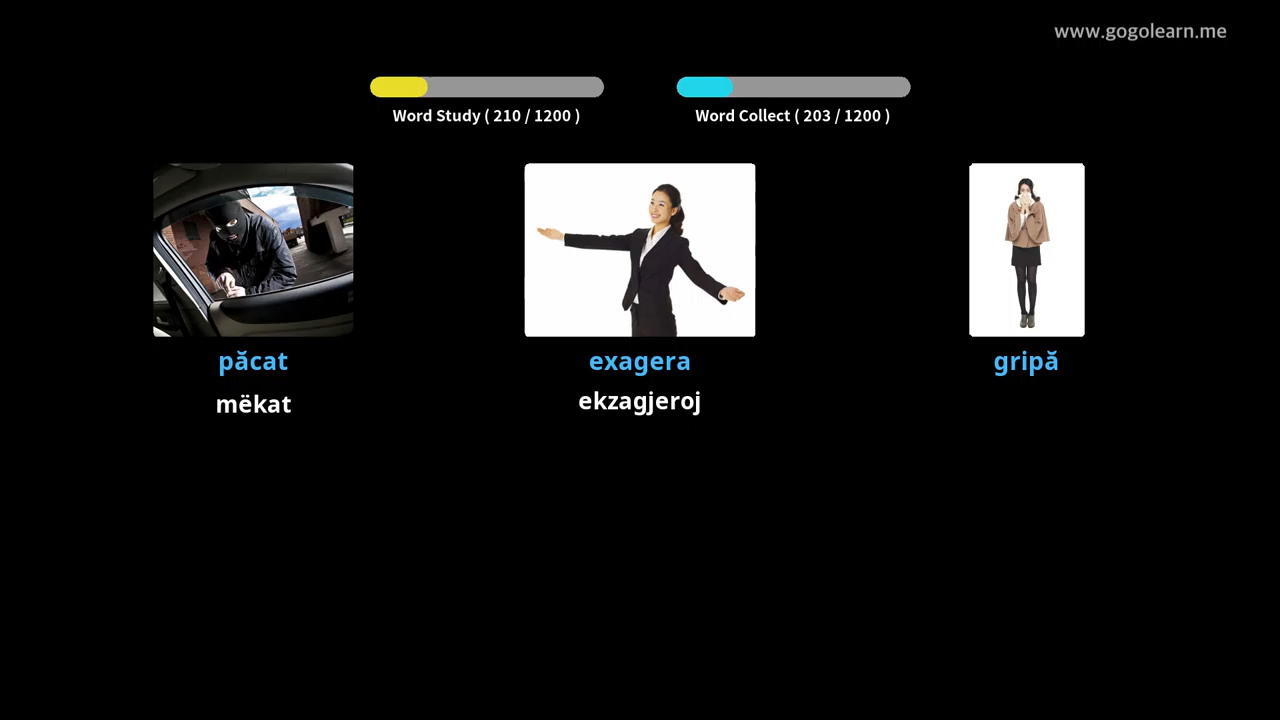 www.gogolearn.me
Word Study ( 210 / 1200 )
Word Collect ( 203 / 1200 )
păcat
exagera
gripă
mëkat
ekzagjeroj